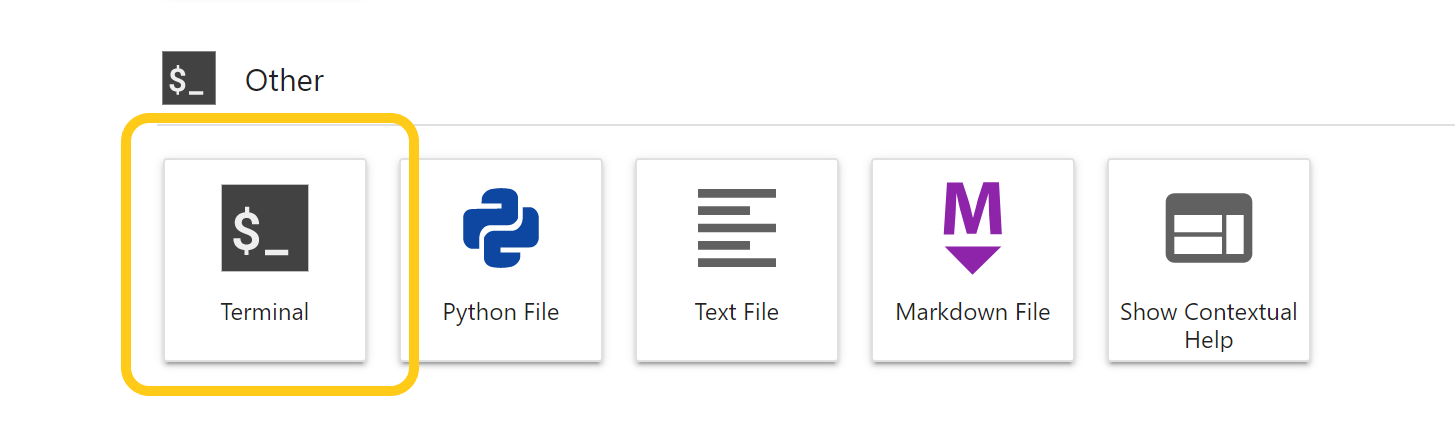 $_ Other
$_
Terminal
Python File
Text File
M
Markdown File
Show Contextual
Help